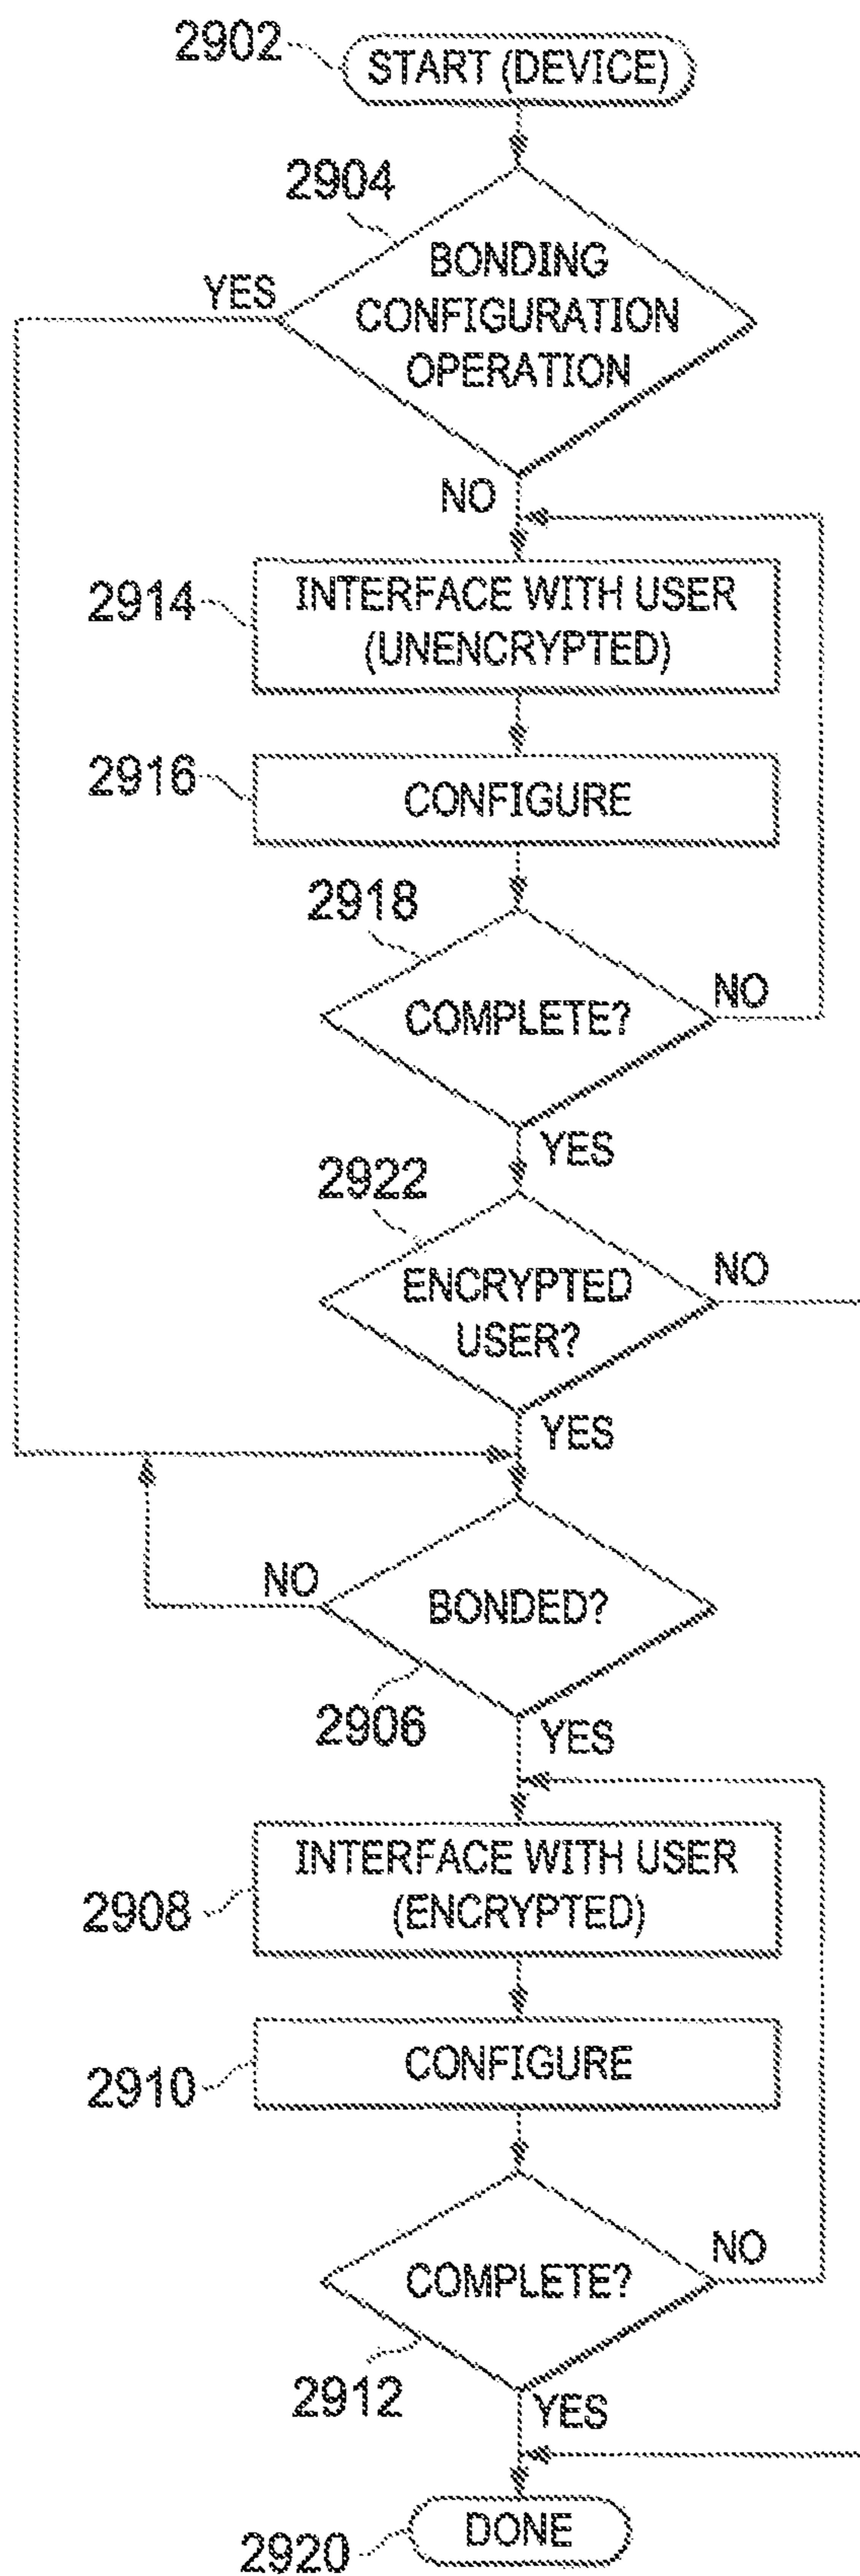 2902
START (DEVICE)
2904
YES
BONDING
CONFIGURATION
OPERATION
NO
2914
INTERFACE WITH USER
(UNENCRYPTED)
2916
CONFIGURE
2918
COMPLETE?
NO
YES
2922
ENCRYPTED
USER?
NO
YES
NO
BONDED?
2906
YES
INTERFACE WITH USER
(ENCRYPTED)
2908
CONFIGURE
2910
COMPLETE?
NO
2912
YES
DONE
2920